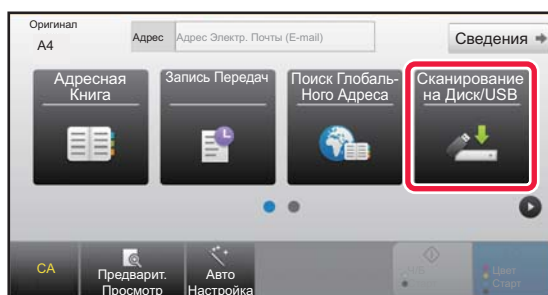 Оригинал
A4
Адрес
Адрес Электр. Почты (E-mail)
Сведения
Адресная
Книга
Запись Передач
Поиск Глобаль-
Ного Адреса
Сканирование
на Диск/USB
CA
Предварит.
Просмотр
Авто
Настройка
Ч/Б
Старт
Цвет
Старт